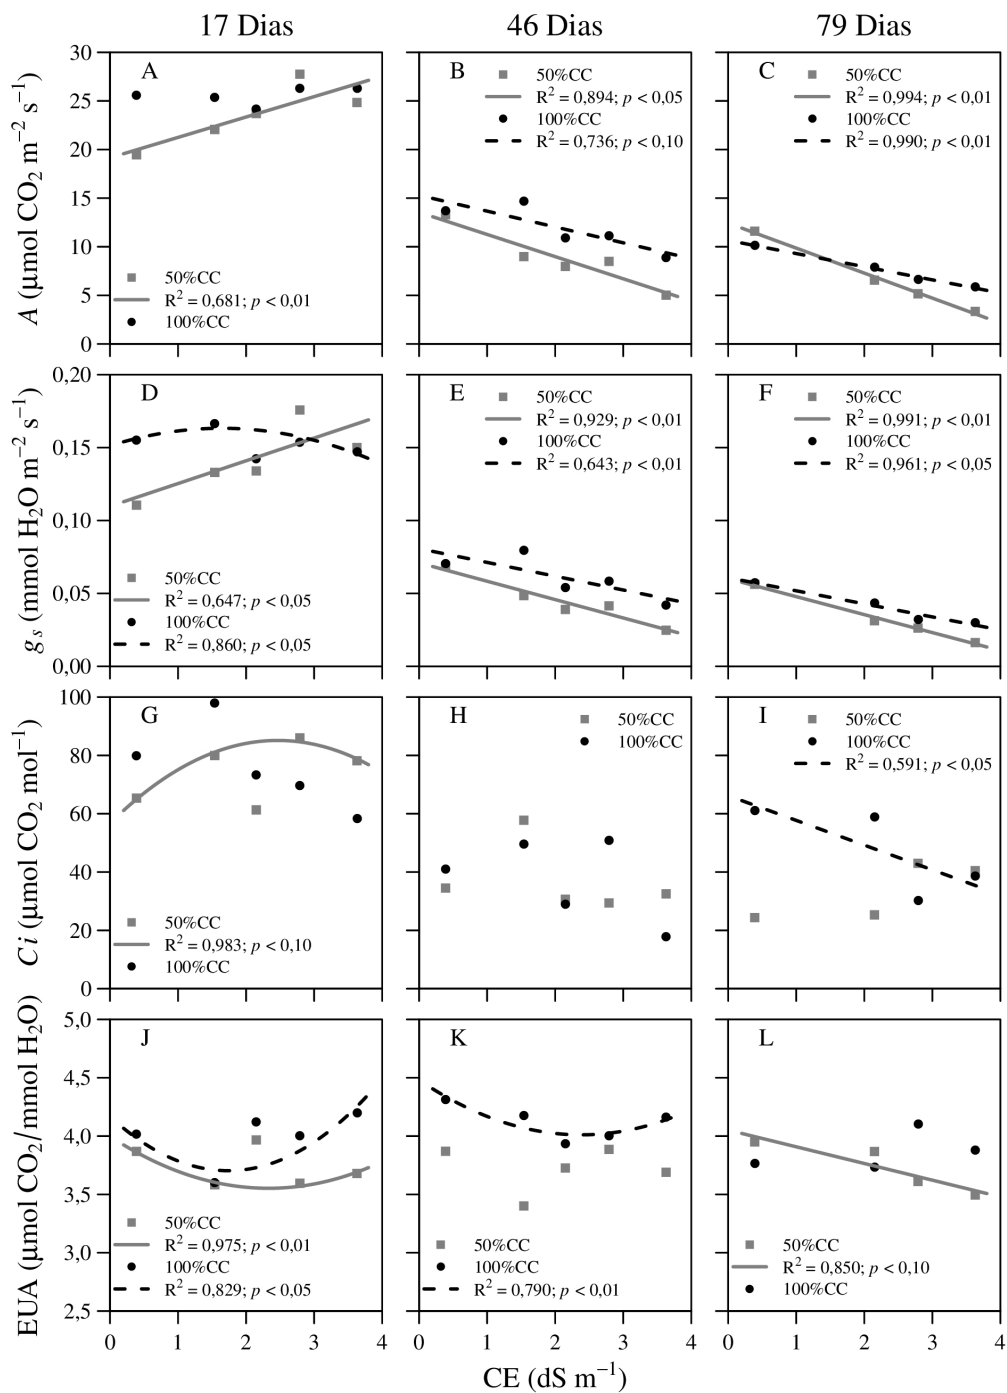 17 Dias 46 Dias 79 Dias
A (µmol CO2 m−2 s−1)
30
25
20
15
10
5
0
A
50%CC
R2 = 0,681; p < 0,01
100%CC
B
50%CC
R2 = 0,894; p < 0,05
100%CC
R2 = 0,736; p < 0,10
C
50%CC
R2 = 0,994; p < 0,01
100%CC
R2 = 0,990; p < 0,01
gs (mmol H2O m−2 s−1)
0,20
0,15
0,10
0,05
0,00
D
50%CC
R2 = 0,647; p < 0,05
100%CC
R2 = 0,860; p < 0,05
E
50%CC
R2 = 0,929; p < 0,01
100%CC
R2 = 0,643; p < 0,01
F
50%CC
R2 = 0,991; p < 0,01
100%CC
R2 = 0,961; p < 0,05
Ci (µmol CO2 mol−1)
100
80
60
40
20
0
G
50%CC
R2 = 0,983; p < 0,10
100%CC
H
50%CC
100%CC
I
50%CC
100%CC
R2 = 0,591; p < 0,05
EUA (µmol CO2/mmol H2O)
5,0
4,5
4,0
3,5
3,0
2,5
J
50%CC
R2 = 0,975; p < 0,01
100%CC
R2 = 0,829; p < 0,05
K
50%CC
100%CC
R2 = 0,790; p < 0,01
L
50%CC
R2 = 0,850; p < 0,10
100%CC
0 1 2 3 4 0 1 2 3 4 0 1 2 3 4
CE (dS m−1)